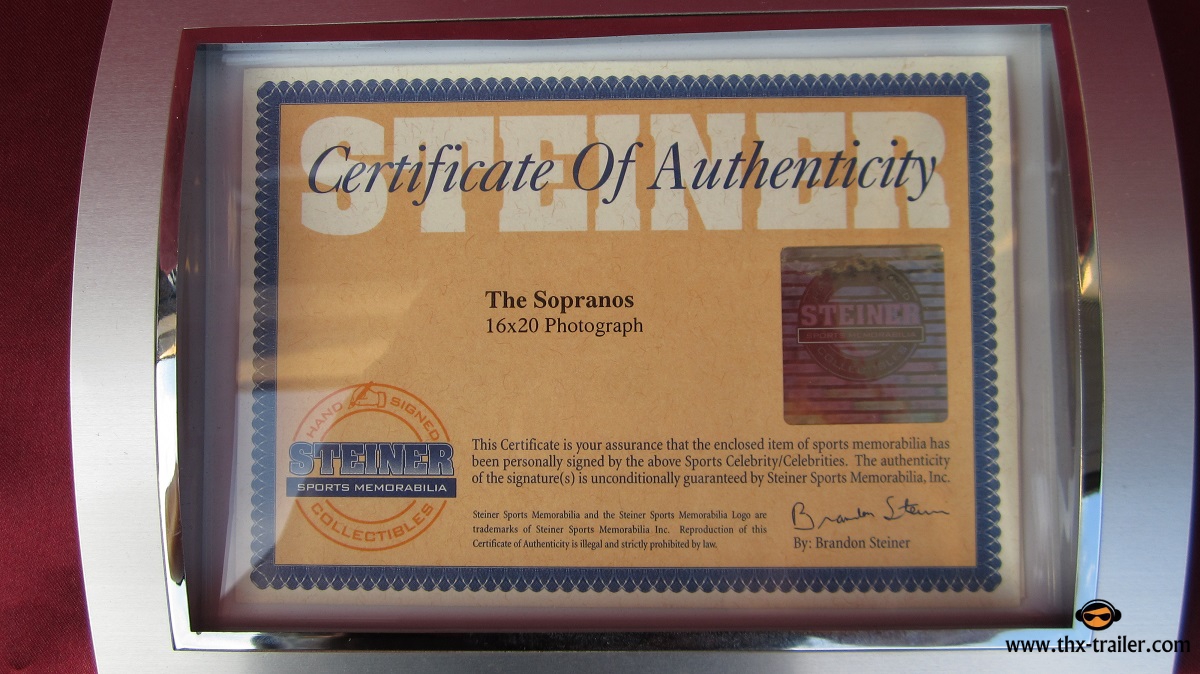 STEINER
Certificate Of Authenticity
The Sopranos
16x20 Photograph
STEINER
COLLECTIBLES
HAND SIGNED
STEINER
SPORTS MEMORABILIA
COLLECTIBLES
This Certificate is your assurance that the enclosed item of sports memorabilia has
been personally signed by the above Sports Celebrity/Celebrities. The authenticity
of the signature(s) is unconditionally guaranteed by Steiner Sports Memorabilia, Inc.
Steiner Sports Memorabilia and the Steiner Sports Memorabilia Logo are
trademarks of Steiner Sports Memorabilia Inc. Reproduction of this
Certificate of Authenticity is illegal and strictly prohibited by law.
Brandon Steiner
By: Brandon Steiner
www.thx-trailer.com